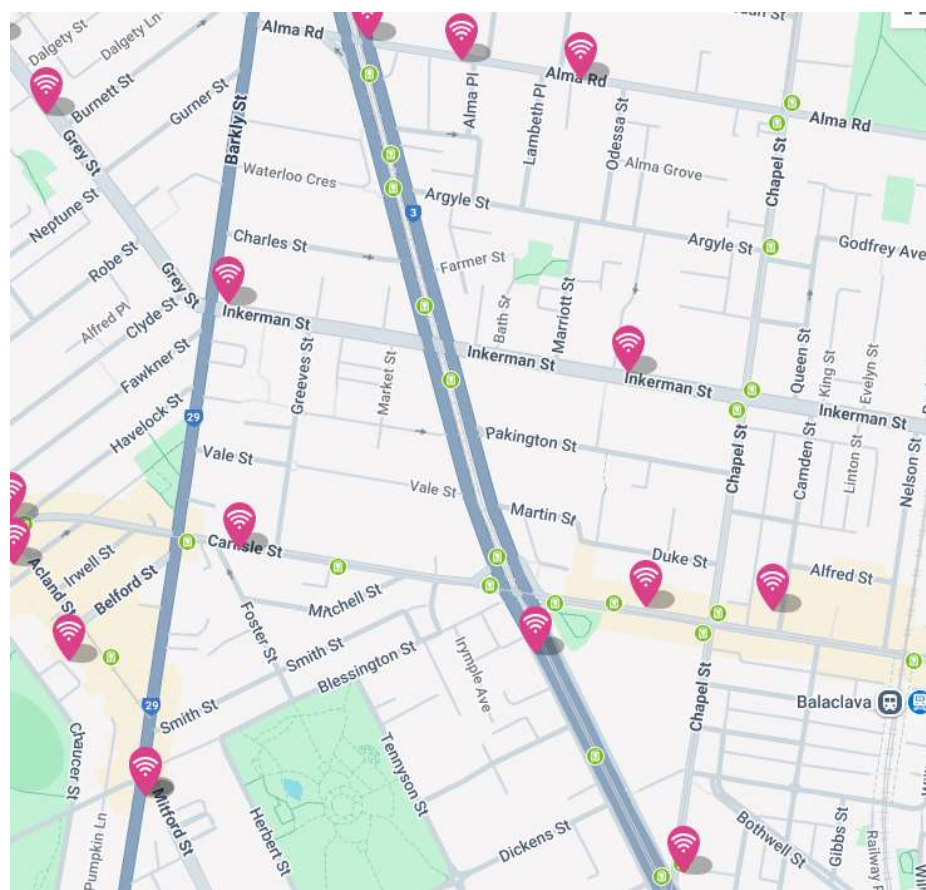 Dalgety St
Dalgety Ln
Burnett St
Gurner St
Barkly St
Alma Rd
Alma Pl
Lambeth Pl
Odessa St
Alma Rd
Alma Rd
Chapel St
Grey St
Waterloo Cres
Alma Grove
Neptune St
Argyle St
3
Robe St
Charles St
Farmer St
Argyle St
Godfrey Ave
Grey St
Alfred Pl
Clyde St
Inkerman St
Bath St
Marriott St
Fawkner St
Greeves St
Market St
Inkerman St
Inkerman St
Queen St
King St
Evelyn St
Inkerman St
Havelock St
29
Pakington St
Chapel St
Camden St
Linton St
Nelson St
Vale St
Vale St
Martin St
Carlisle St
Duke St
Alfred St
Irwell St
Acland St
Belford St
Mitchell St
Foster St
Smith St
Blessington St
Irymple Ave
Chapel St
Balaclava
29
Smith St
Chaucer St
Tennyson St
Mitford St
Herbert St
Pumpkin Ln
Dickens St
Bothwell St
Gibbs St
Railway